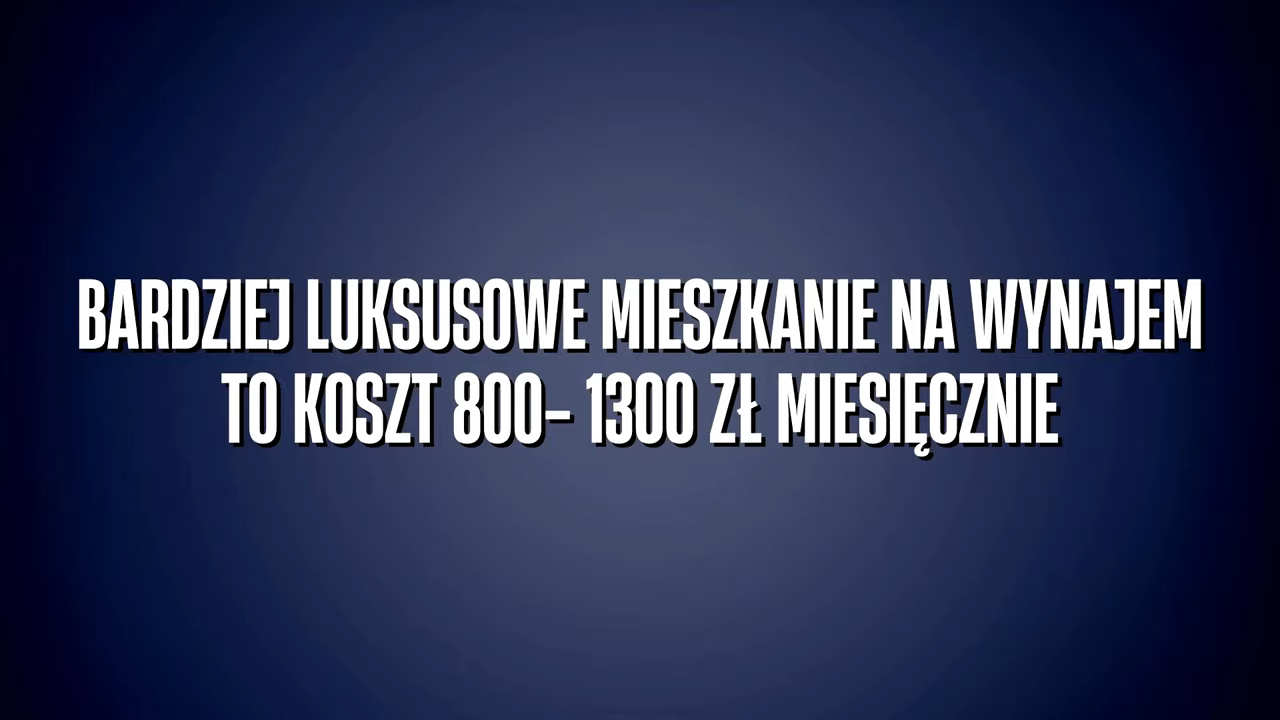 BARDZIEJ LUKSUSOWE MIESZKANIE NA WYNAJEM
TO KOSZT 800- 1300 ZŁ MIESIĘCZNIE